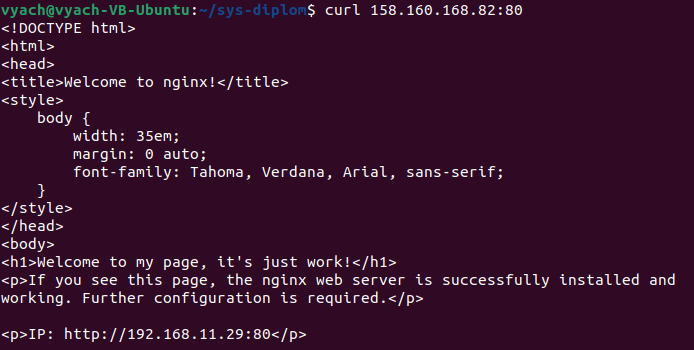 vyach@vyach-VB-Ubuntu:~/sys-diplom$ curl 158.160.168.82:80
<!DOCTYPE html>
<html>
<head>
<title>Welcome to nginx!</title>
<style>
    body {
        width: 35em;
        margin: 0 auto;
        font-family: Tahoma, Verdana, Arial, sans-serif;
    }
</style>
</head>
<body>
<h1>Welcome to my page, it's just work!</h1>
<p>If you see this page, the nginx web server is successfully installed and
working. Further configuration is required.</p>

<p>IP: http://192.168.11.29:80</p>